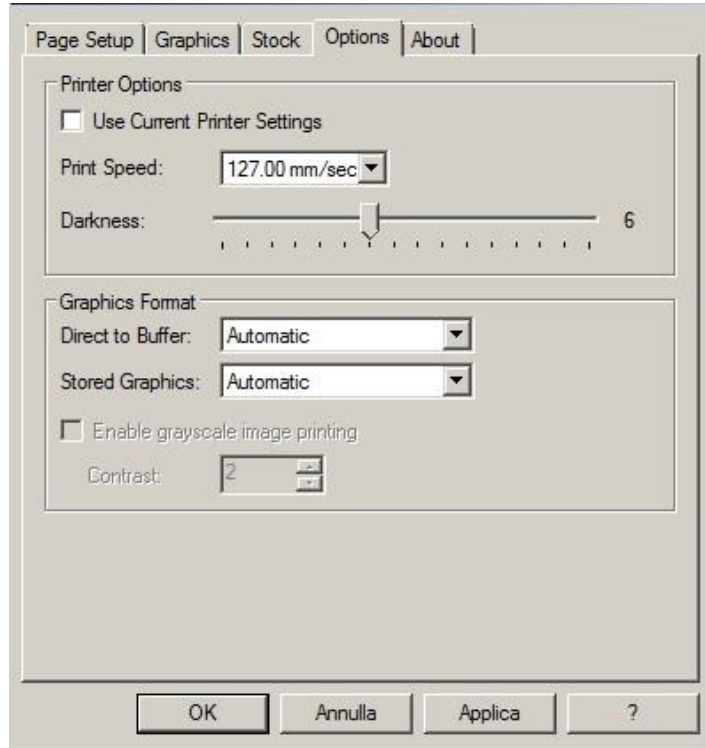 Page Setup Graphics Stock Options About
Printer Options
Use Current Printer Settings
Print Speed: 127.00 mm/sec
Darkness: 6
Graphics Format
Direct to Buffer: Automatic
Stored Graphics: Automatic
Enable grayscale image printing
Contrast: 2
OK Annulla Applica ?